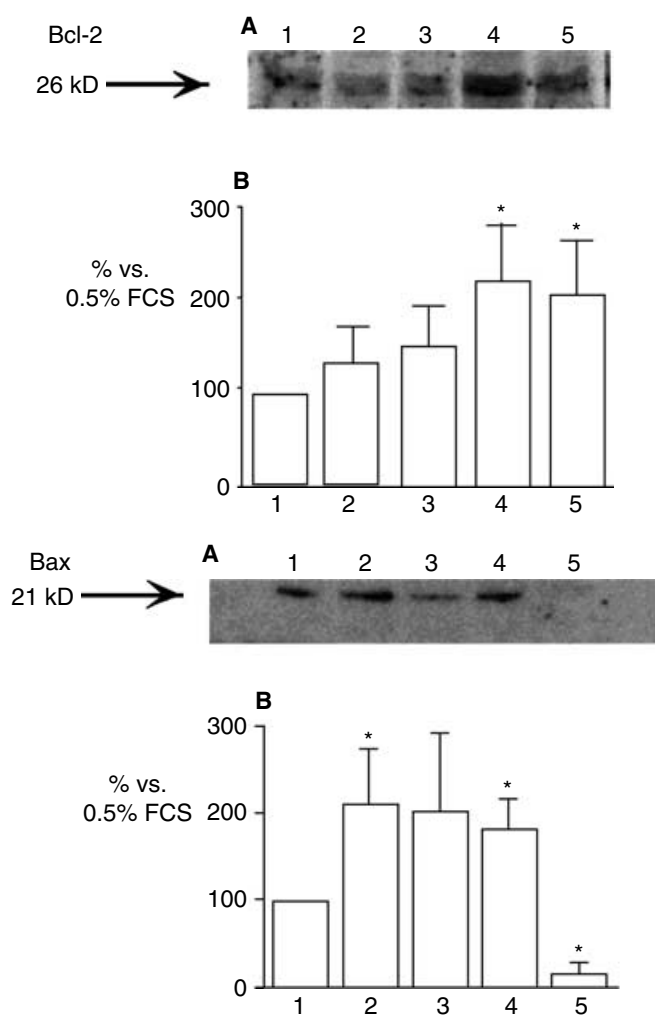 Bcl-2
A 1 2 3 4 5
26 kD
B
300
* *
% vs.
0.5% FCS 200
100
0
1 2 3 4 5
Bax
A 1 2 3 4 5
21 kD
B
300
* * *
% vs.
0.5% FCS 200
100
0
1 2 3 4 5